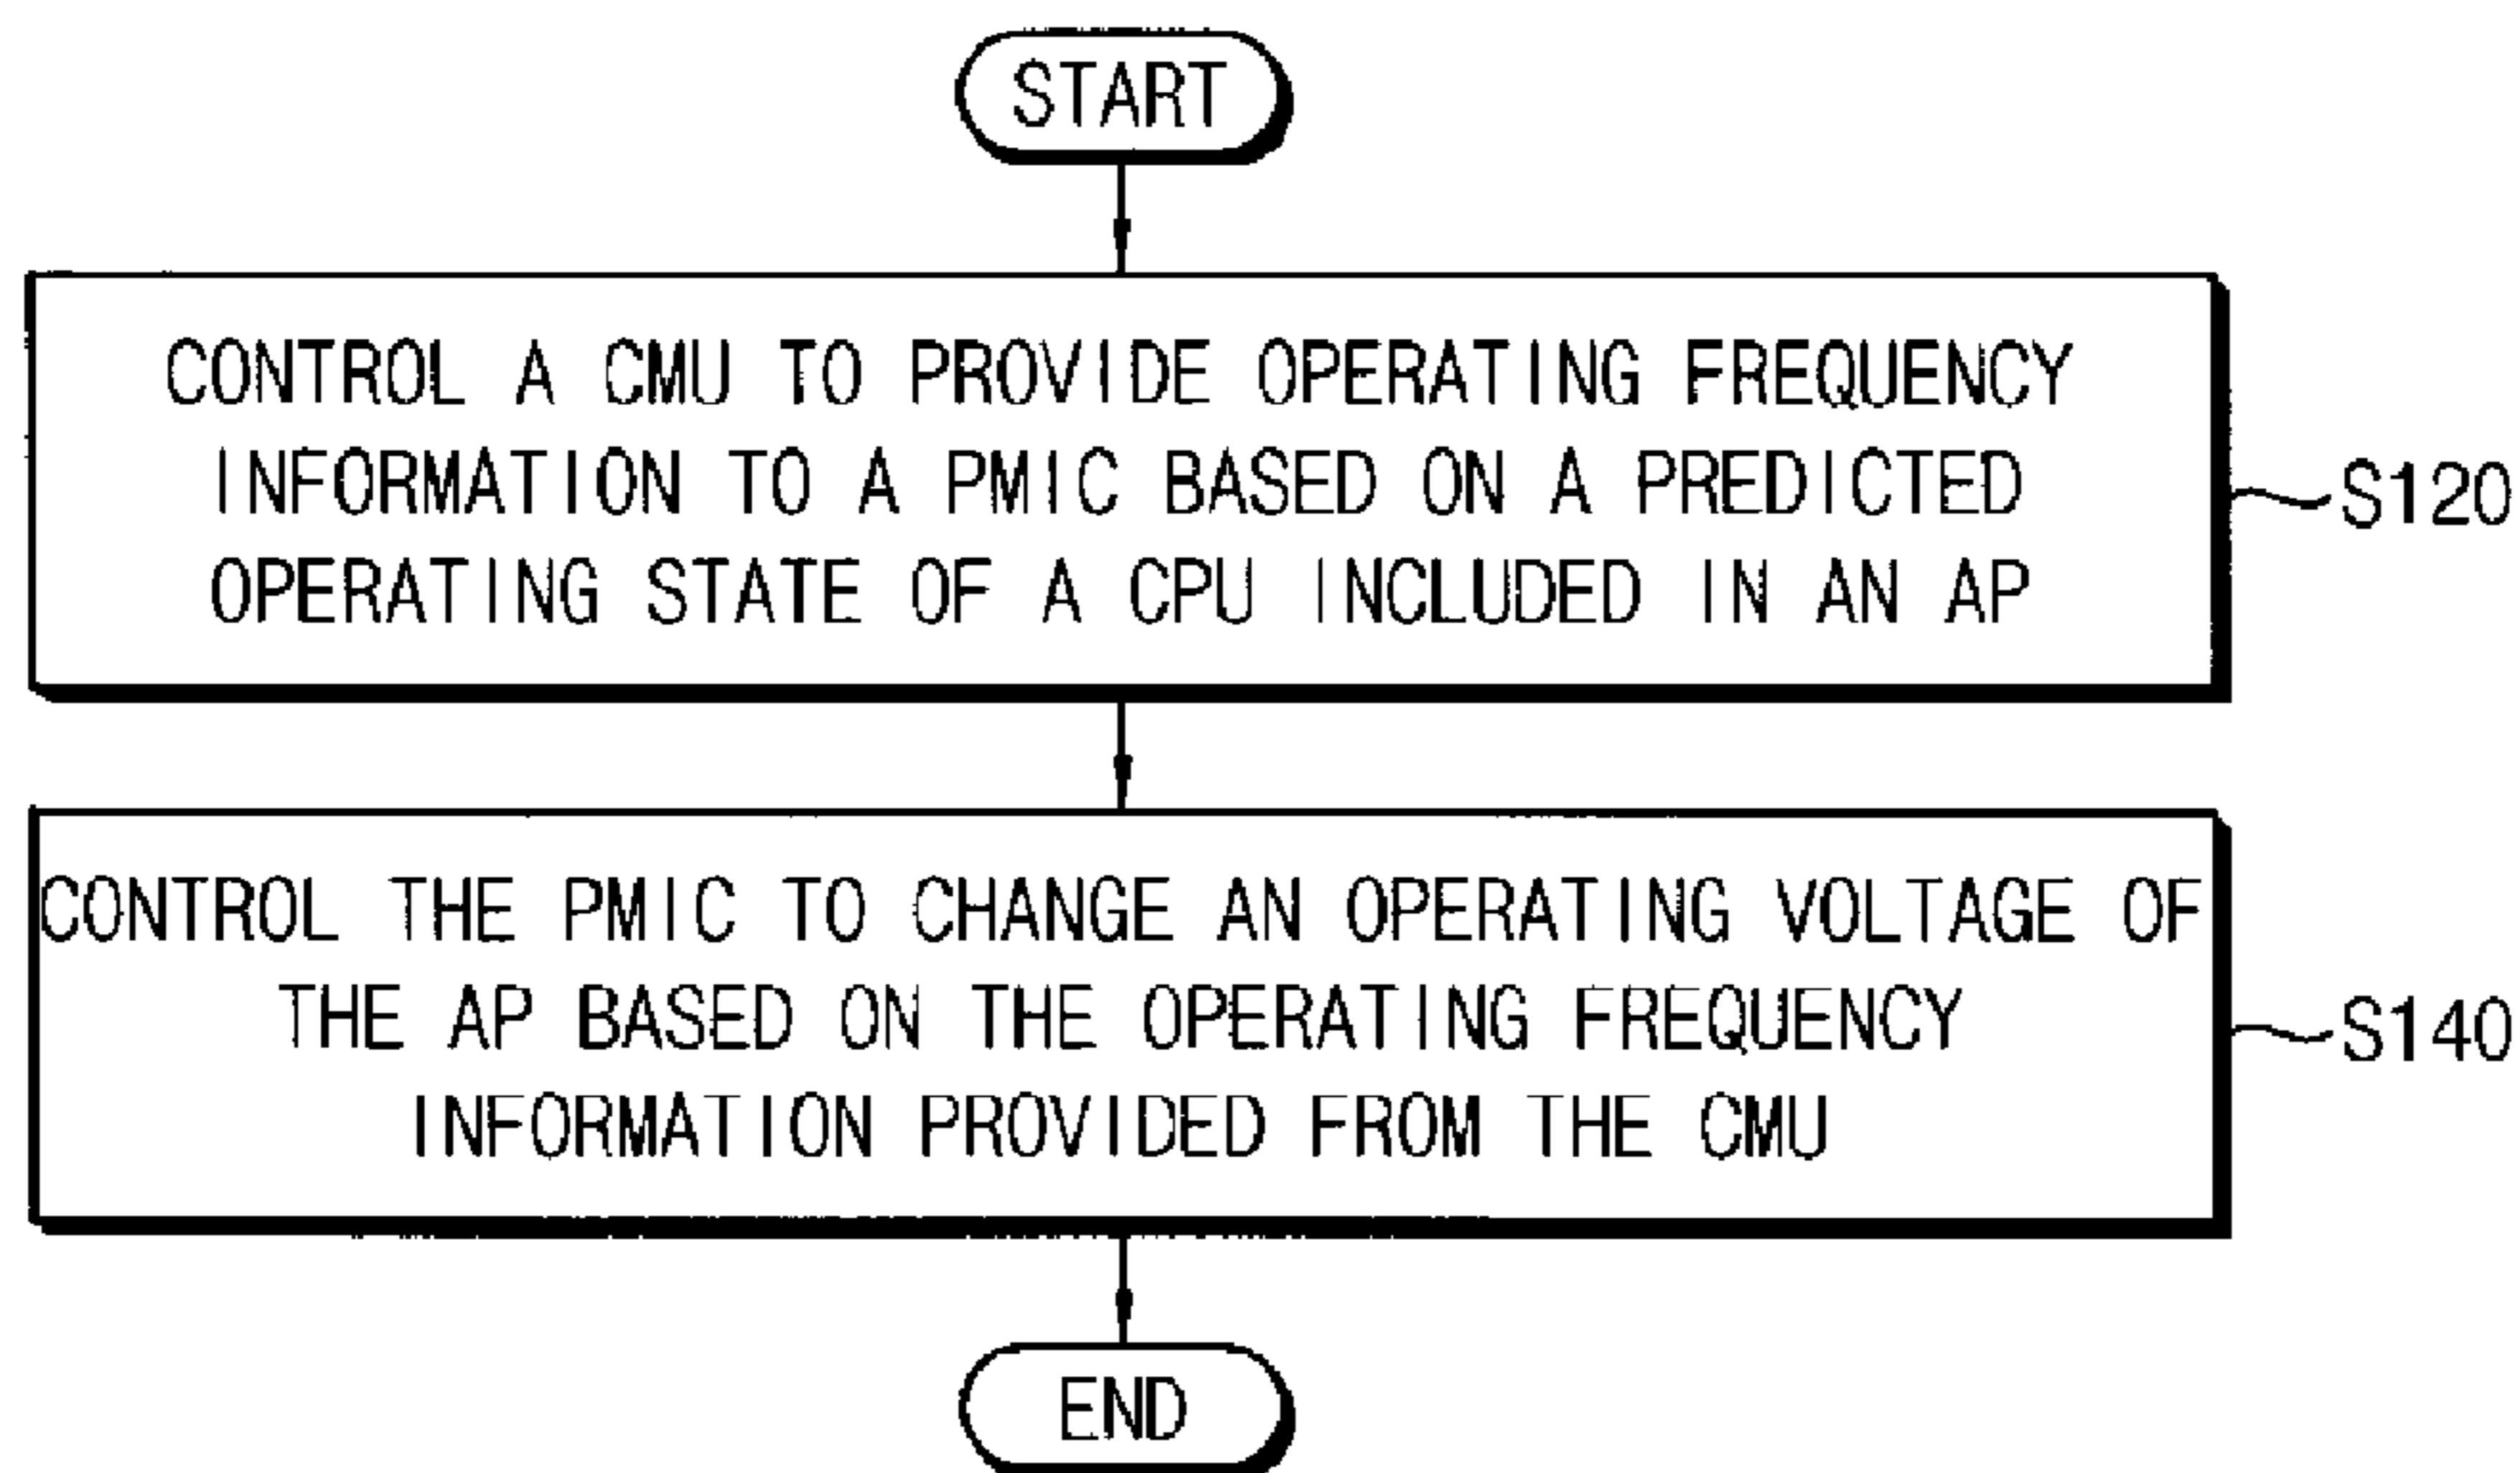 START
CONTROL A CMU TO PROVIDE OPERATING FREQUENCY
INFORMATION TO A PMIC BASED ON A PREDICTED
OPERATING STATE OF A CPU INCLUDED IN AN AP
S120
CONTROL THE PMIC TO CHANGE AN OPERATING VOLTAGE OF
THE AP BASED ON THE OPERATING FREQUENCY
INFORMATION PROVIDED FROM THE CMU
S140
END